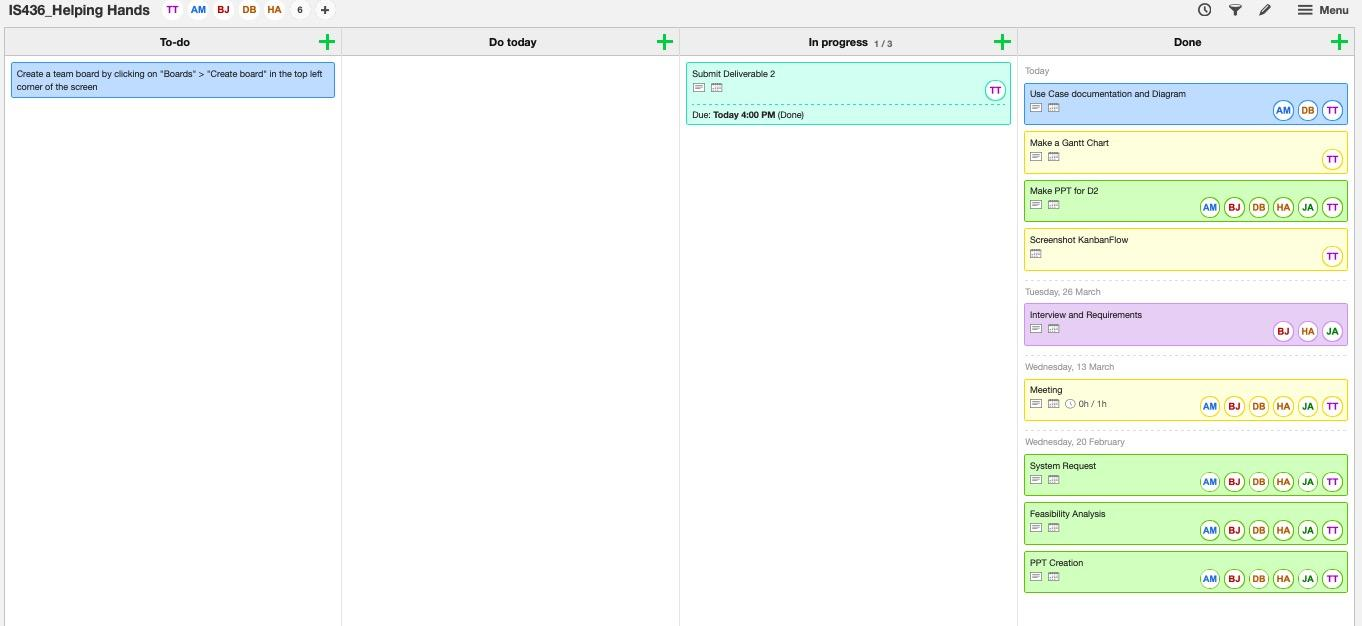 IS436_Helping Hands TT AM BJ DB HA 6 + Menu
To-do
Create a team board by clicking on "Boards" > "Create board" in the top left
corner of the screen
Do today
In progress 1 / 3
Submit Deliverable 2
TT
Due: Today 4:00 PM (Done)
Done
Today
Use Case documentation and Diagram
AM DB TT
Make a Gantt Chart
TT
Make PPT for D2
AM BJ DB HA JA TT
Screenshot KanbanFlow
TT
Tuesday, 26 March
Interview and Requirements
BJ HA JA
Wednesday, 13 March
Meeting
0h / 1h AM BJ DB HA JA TT
Wednesday, 20 February
System Request
AM BJ DB HA JA TT
Feasibility Analysis
AM BJ DB HA JA TT
PPT Creation
AM BJ DB HA JA TT